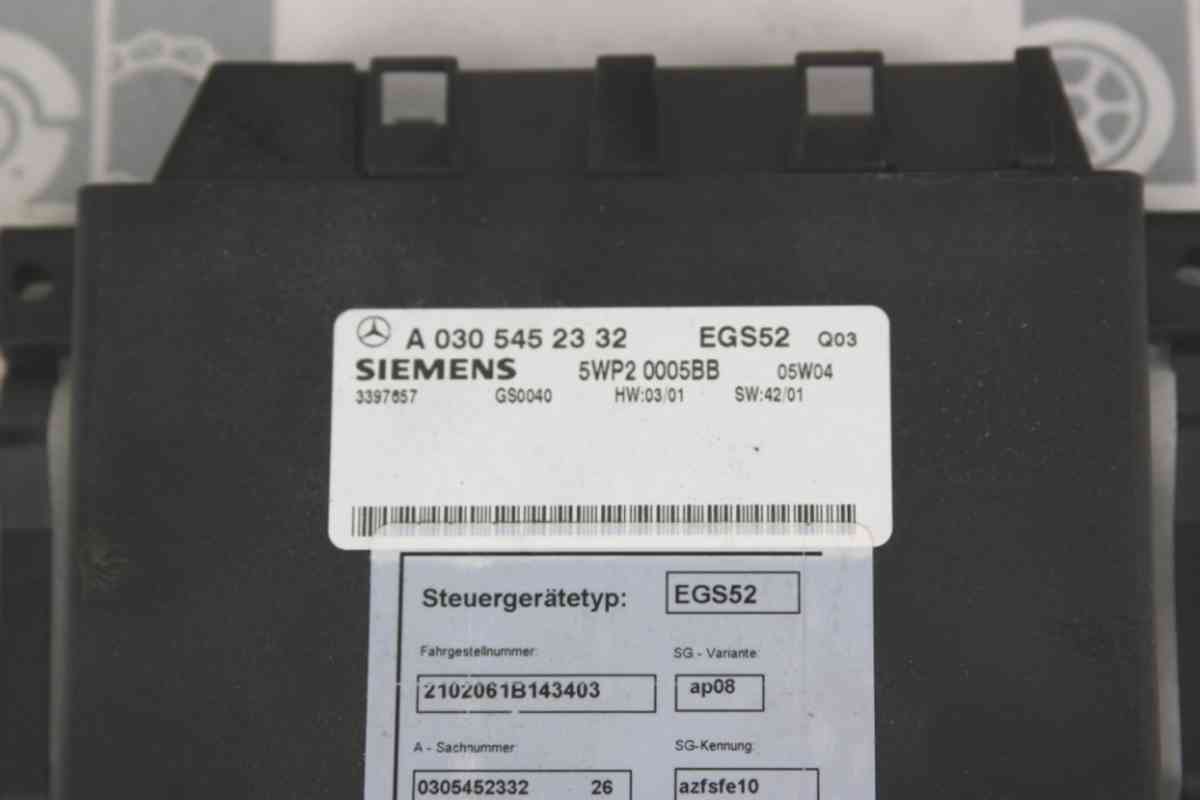 A 030 545 23 32 EGS52 Q03
SIEMENS 5WP2 0005BB 05W04
3397657 GS0040 HW:03/01 SW:42/01
Steuergerätetyp: EGS52
Fahrgestellnummer: SG - Variante:
2102061B143403 ap08
A - Sachnummer: SG-Kennung:
0305452332 26 azfsfe10